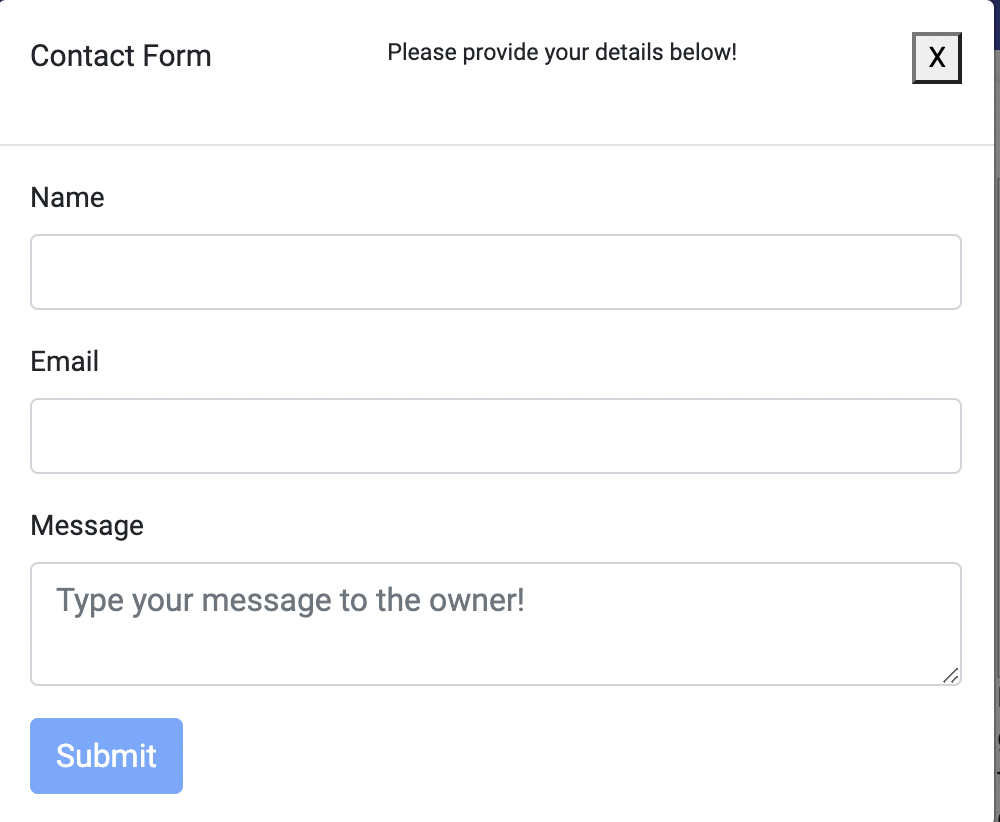 Contact Form
Please provide your details below!
X
Name
Email
Message
Type your message to the owner!
Submit